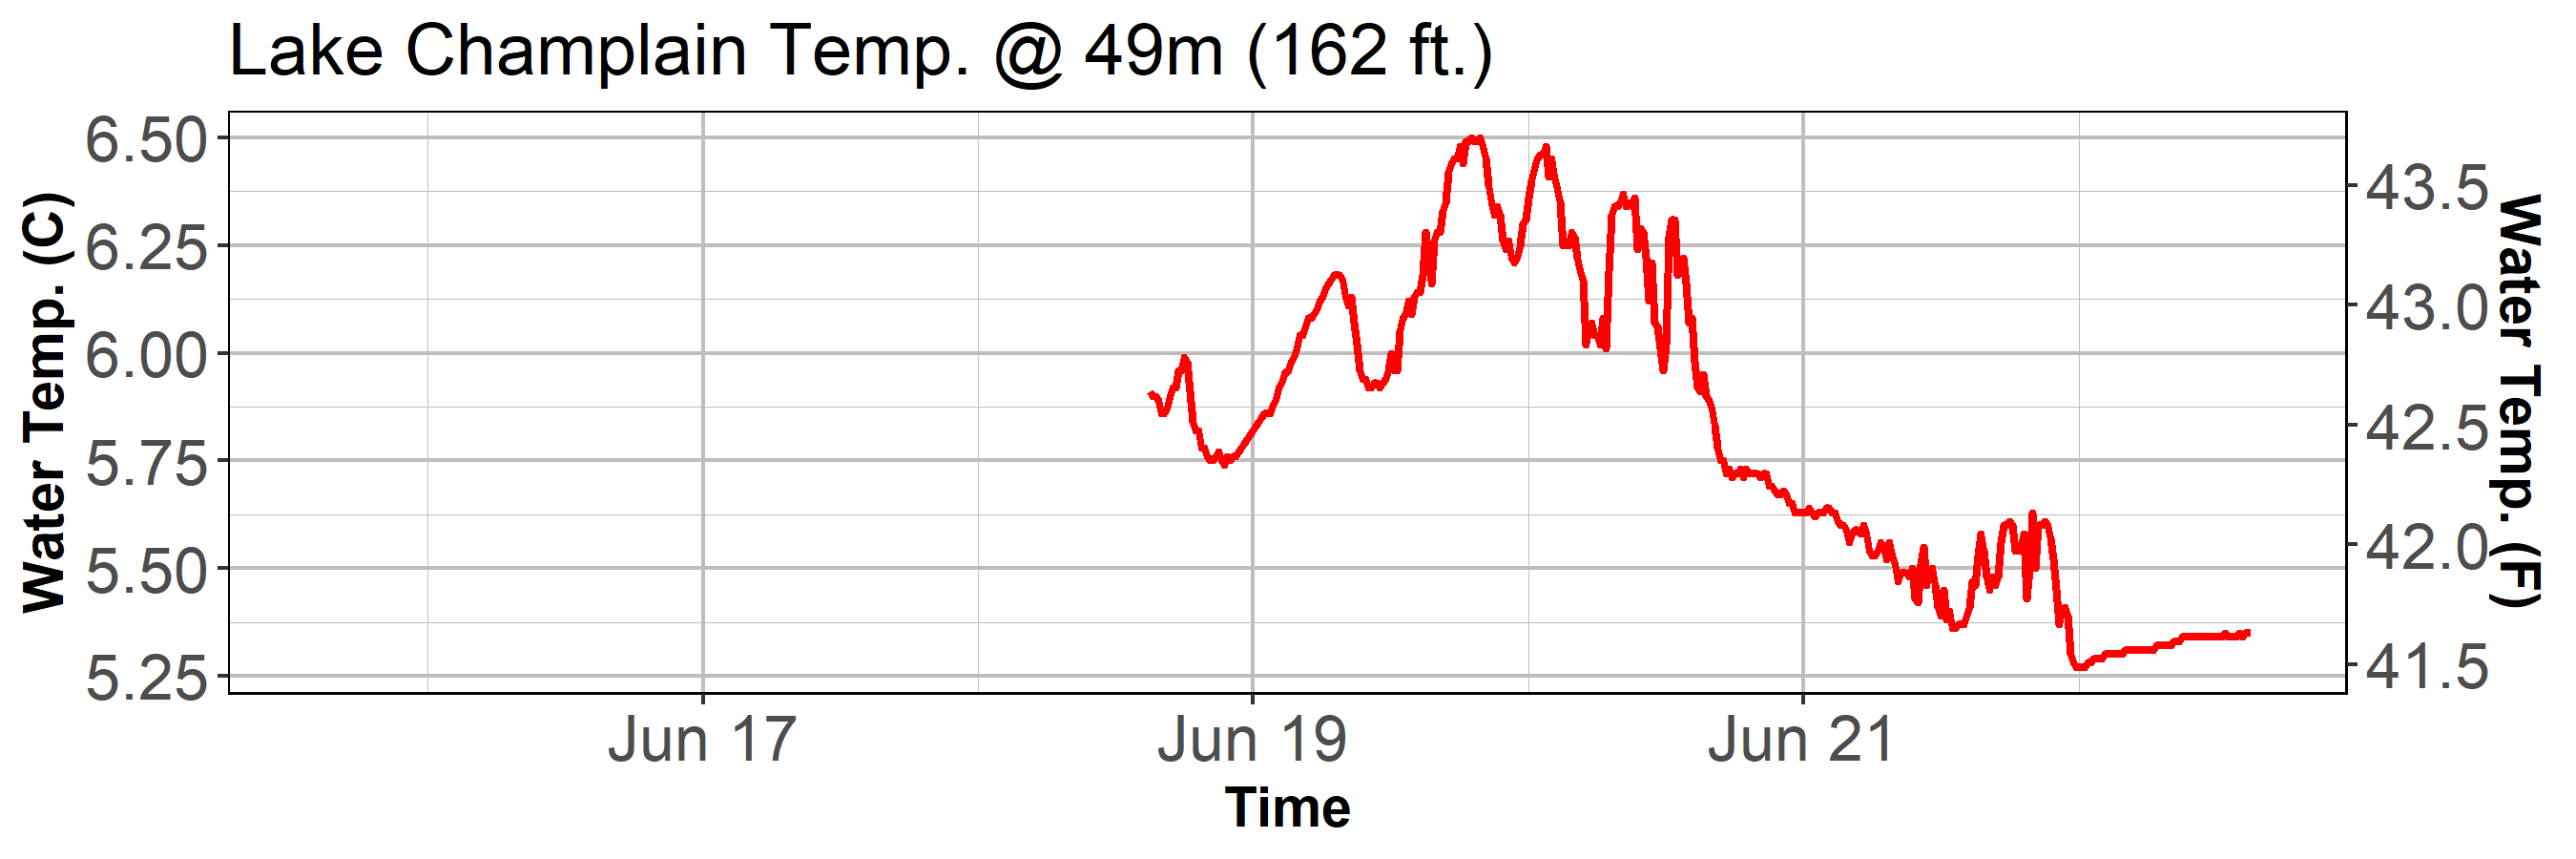 Lake Champlain Temp. @ 49m (162 ft.)
Water Temp. (C)
6.50
6.25
6.00
5.75
5.50
5.25
43.5
43.0
42.5
42.0
41.5
Water Temp. (F)
Jun 17
Jun 19
Jun 21
Time